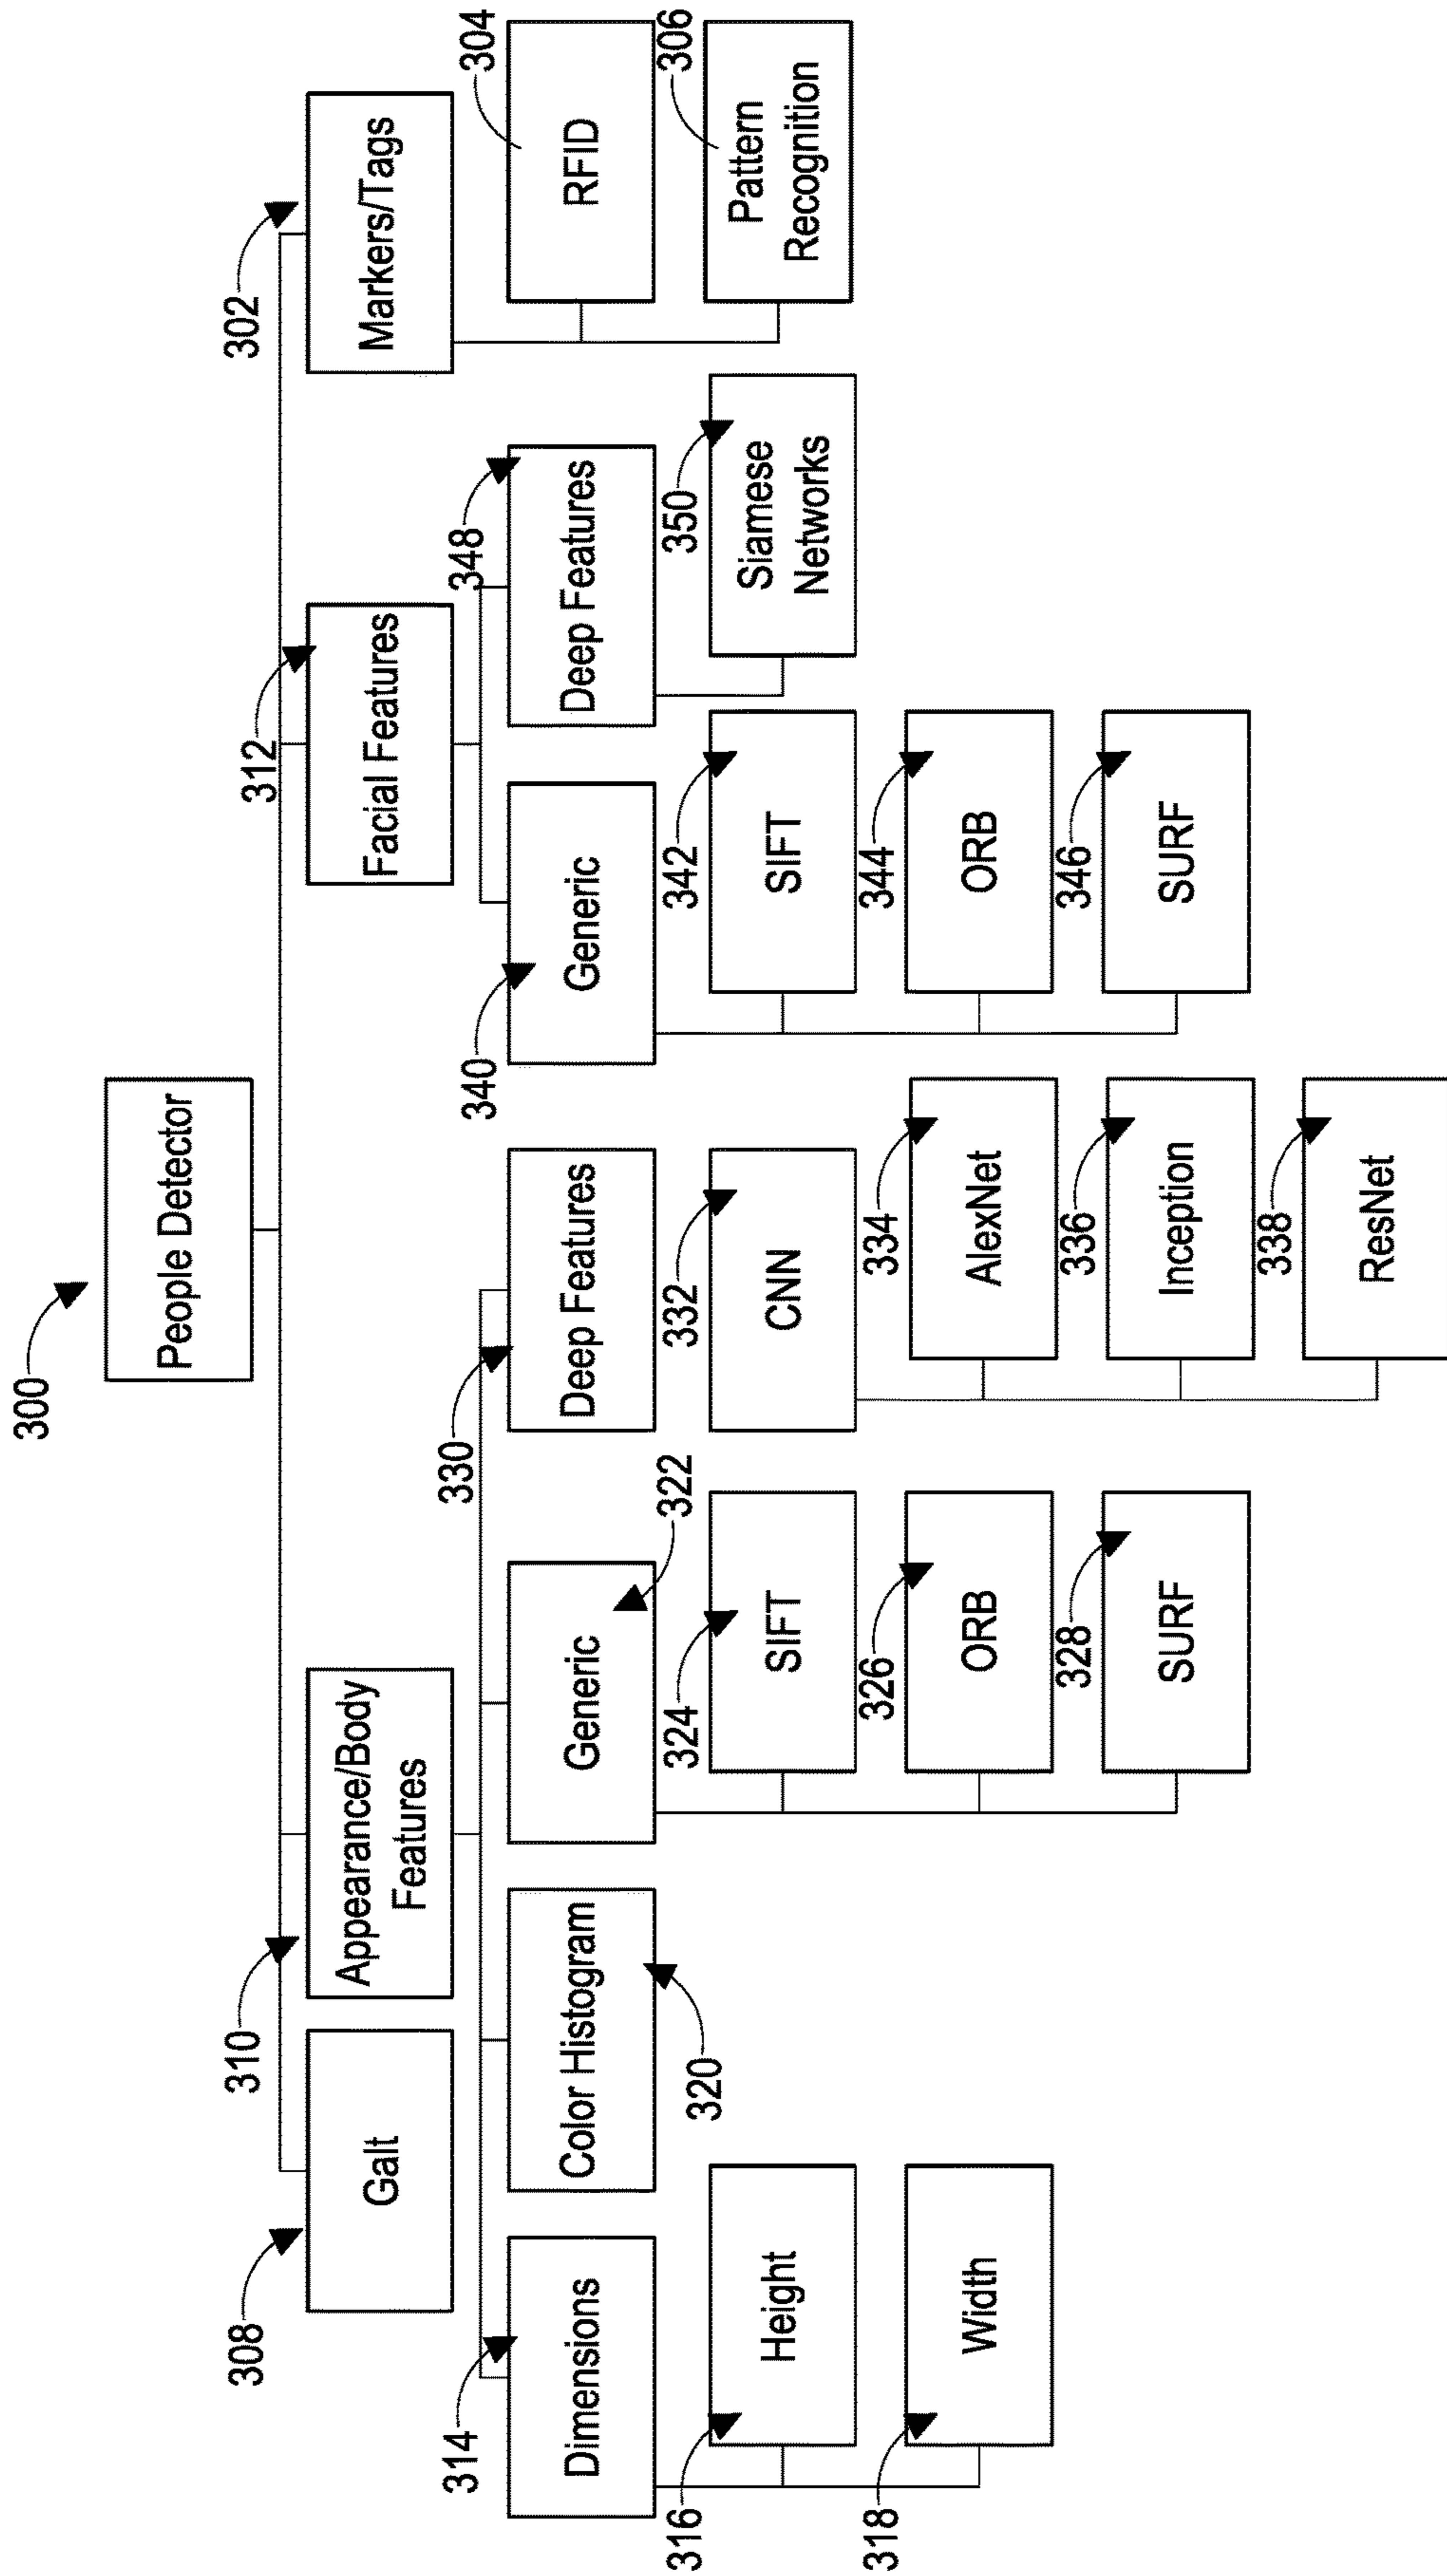 300
People Detector
308
310
312
302
Galt
Appearance/Body
Features
Facial Features
Markers/Tags
314
330
340
348
304
Dimensions
Color Histogram
Generic
Deep Features
Generic
Deep Features
RFID
316
320
324
322
332
342
350
306
Height
SIFT
CNN
SIFT
Siamese
Networks
Pattern
Recognition
318
326
334
344
Width
ORB
AlexNet
ORB
328
336
346
SURF
Inception
SURF
338
ResNet